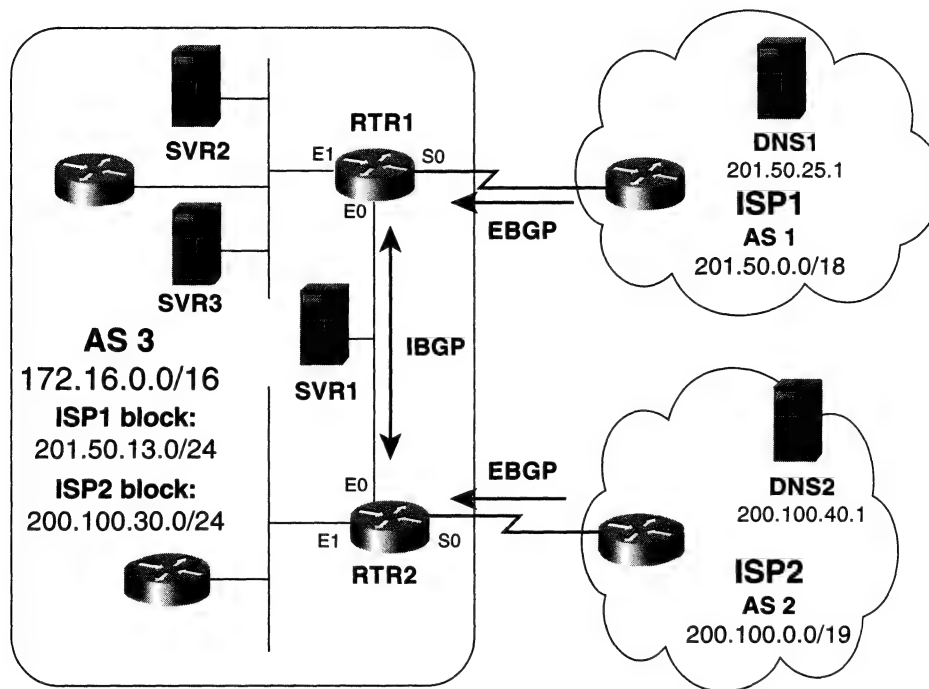 SVR2
RTR1
E1
S0
E0
SVR3
EBGP
DNS1
201.50.25.1
ISP1
AS 1
201.50.0.0/18
AS 3
172.16.0.0/16
ISP1 block:
201.50.13.0/24
ISP2 block:
200.100.30.0/24
SVR1
IBGP
E0
E1
S0
RTR2
EBGP
DNS2
200.100.40.1
ISP2
AS 2
200.100.0.0/19